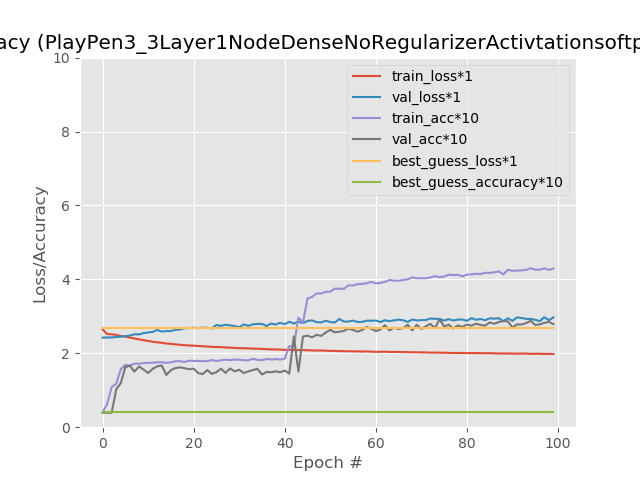 acy (PlayPen3_3Layer1NodeDenseNoRegularizerActivtationsoftp
10
8
6
4
2
0
0 20 40 60 80 100
Loss/Accuracy
Epoch #
train_loss*1
val_loss*1
train_acc*10
val_acc*10
best_guess_loss*1
best_guess_accuracy*10